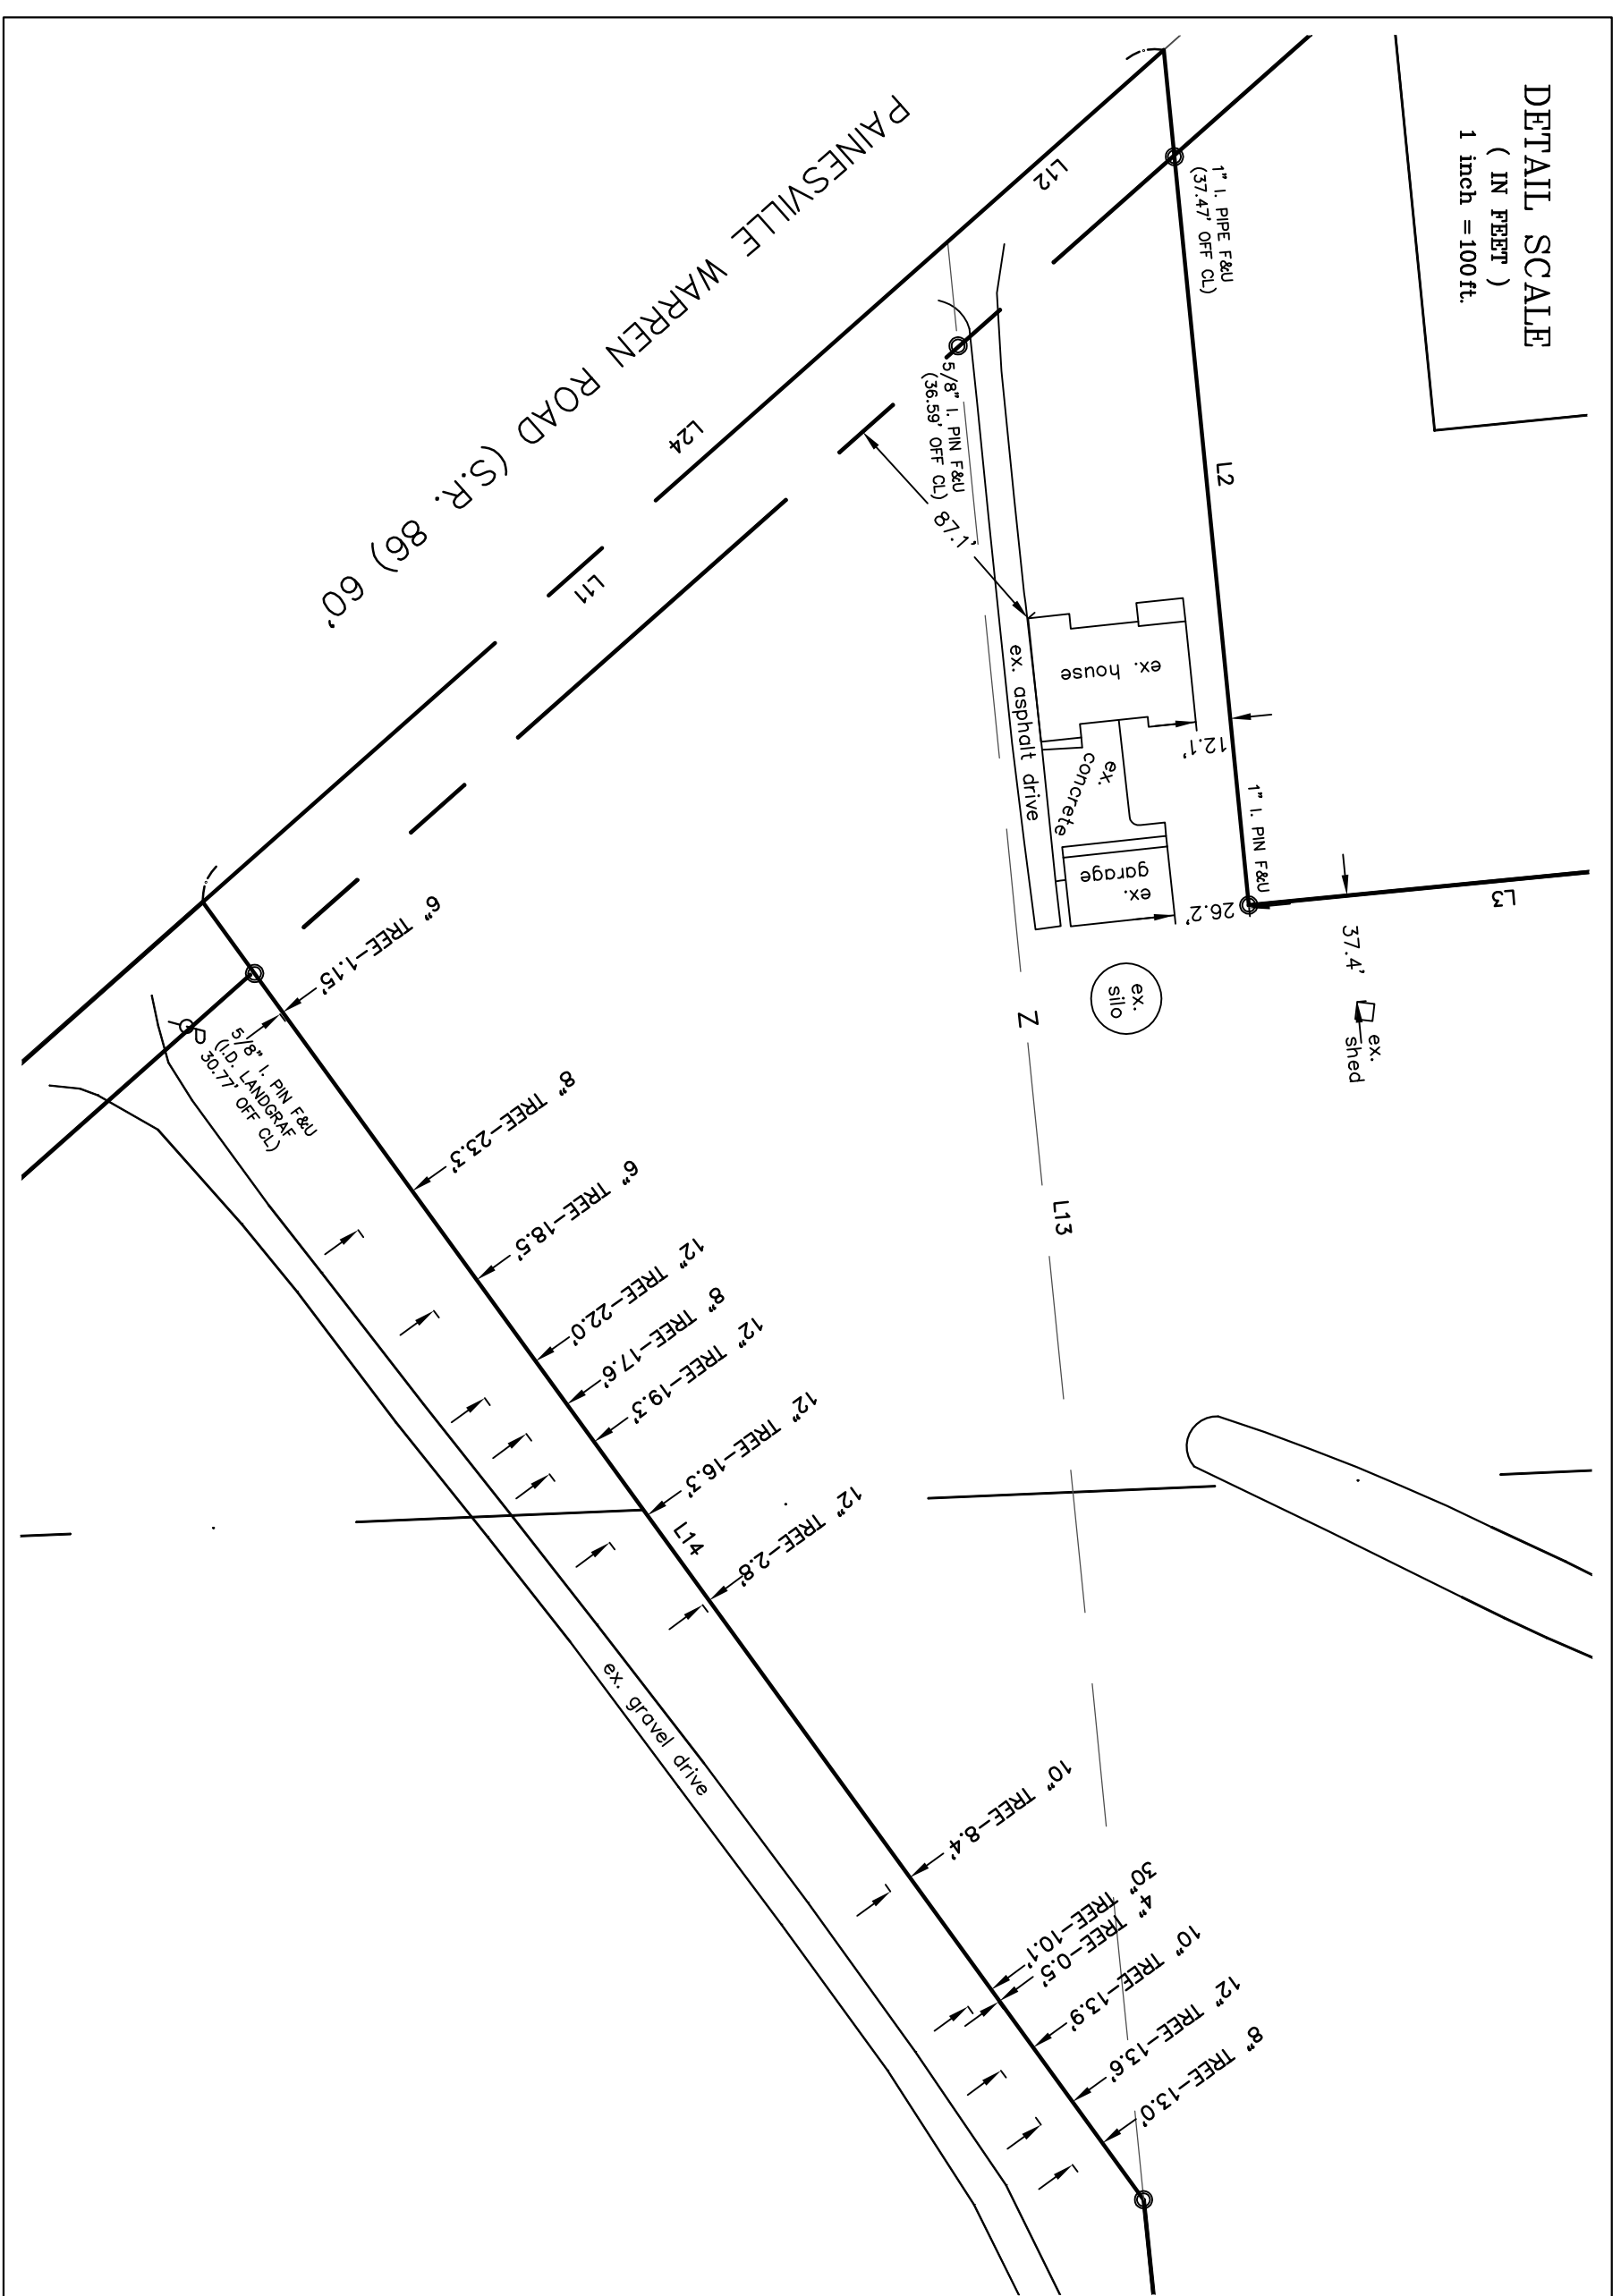 DETAIL SCALE
( IN FEET )
1 inch = 100 ft.
1" I. PIPE F&U
(37.47' OFF CL)
L12
L2
PAINESVILLE WARREN ROAD (S.R. 86) 60'
5/8" I. PIN F&U
(36.59' OFF CL)
87.1'
L24
L11
ex. house
ex. asphalt drive
ex.
concrete
12.1'
1" I. PIN F&U
ex.
garage
26.2'
L3
37.4'
ex.
shed
ex.
silo
Z
L13
6" TREE-1.15'
5/8" I. PIN F&U
(I.D. LANDGRAF
30.77' OFF CL)
8" TREE-23.3'
6" TREE-18.5'
12" TREE-22.0'
8" TREE-17.6'
12" TREE-19.3'
12" TREE-16.3'
L14
12" TREE-2.8'
ex. gravel drive
10" TREE-8.4'
30" TREE-10.1'
4" TREE-0.5'
10" TREE-13.9'
12" TREE-13.6'
8" TREE-13.0'